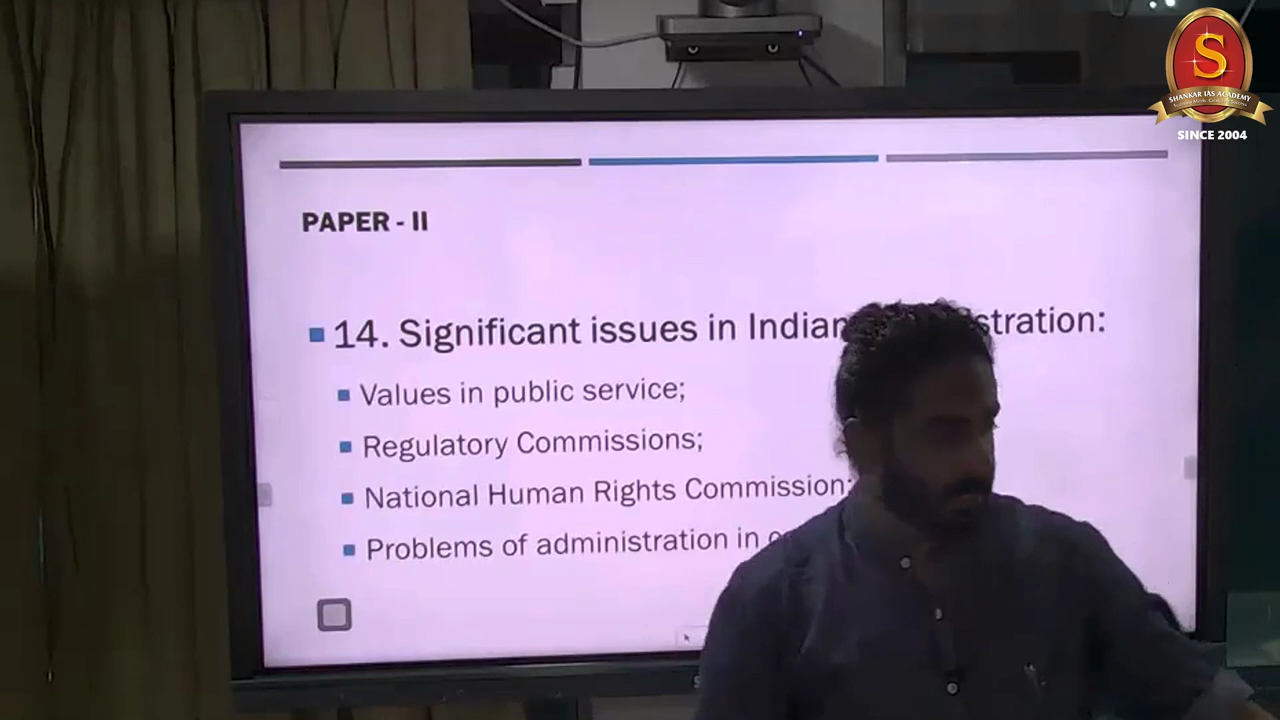 S
SHANKAR IAS ACADEMY
SINCE 2004
PAPER - II
14. Significant issues in Indian stration:
Values in public service;
Regulatory Commissions;
National Human Rights Commission;
Problems of administration in